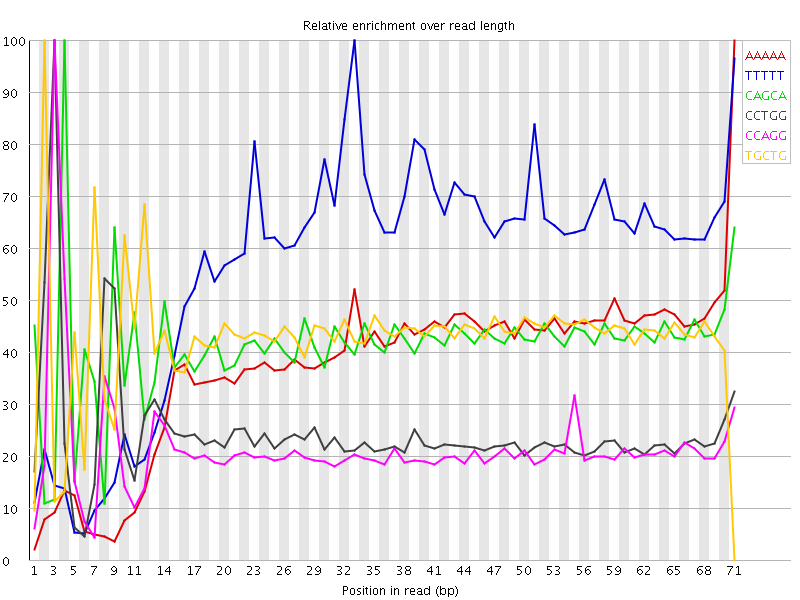 Relative enrichment over read length
100
90
80
70
60
50
40
30
20
10
0
AAAAA
TTTTT
CAGCA
CCTGG
CCAGG
TGCTG
1 3 5 7 9 11 14 17 20 23 26 29 32 35 38 41 44 47 50 53 56 59 62 65 68 71
Position in read (bp)